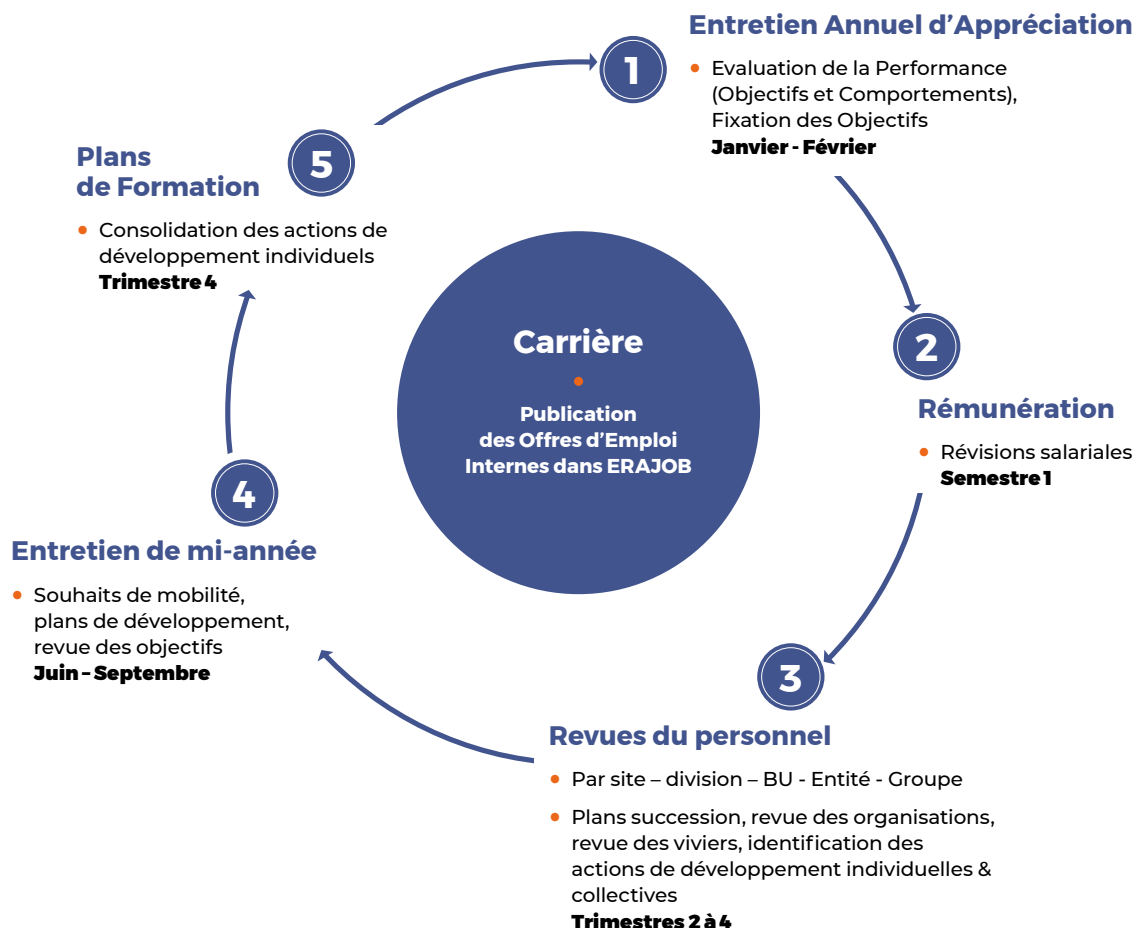 1
Entretien Annuel d’Appréciation
• Evaluation de la Performance
(Objectifs et Comportements),
Fixation des Objectifs
Janvier - Février
2
Rémunération
• Révisions salariales
Semestre 1
3
Revues du personnel
• Par site – division – BU - Entité - Groupe
• Plans succession, revue des organisations,
revue des viviers, identification des
actions de développement individuelles &
collectives
Trimestres 2 à 4
4
Entretien de mi-année
• Souhaits de mobilité,
plans de développement,
revue des objectifs
Juin – Septembre
5
Plans
de Formation
• Consolidation des actions de
développement individuels
Trimestre 4
Carrière
•
Publication
des Offres d’Emploi
Internes dans ERAJOB